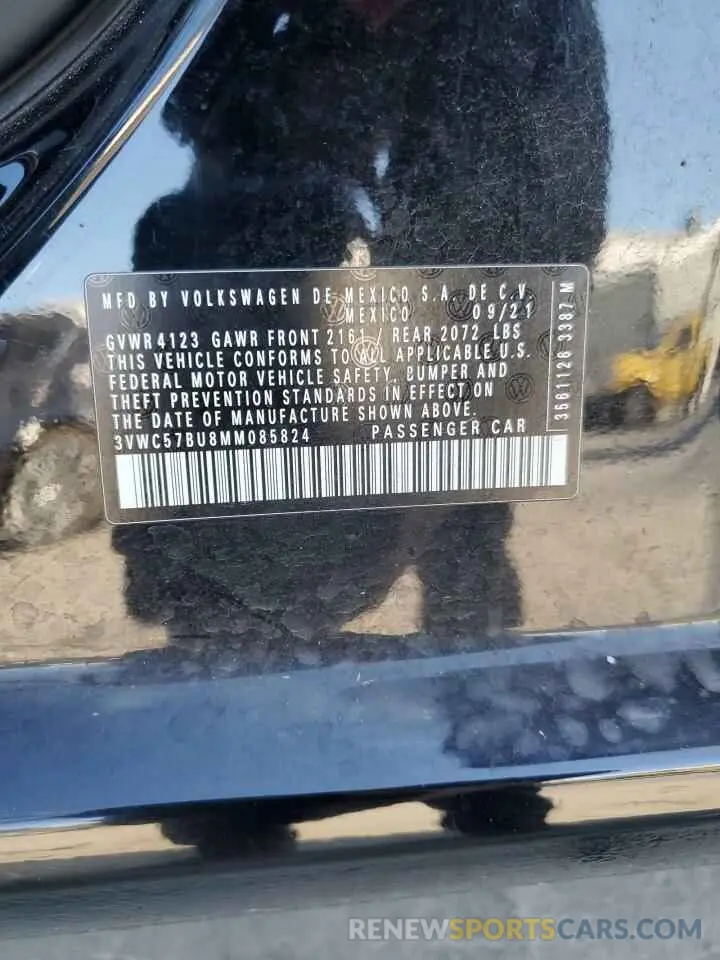 MFD BY VOLKSWAGEN DE MEXICO S.A. DE C.V.
MEXICO 09/21
GVWR 4123 GAWR FRONT 2161 / REAR 2072 LBS
THIS VEHICLE CONFORMS TO ALL APPLICABLE U.S.
FEDERAL MOTOR VEHICLE SAFETY, BUMPER AND
THEFT PREVENTION STANDARDS IN EFFECT ON
THE DATE OF MANUFACTURE SHOWN ABOVE.
3VWC57BU8MM085824 PASSENGER CAR
3661126 3387 M
RENEWSPORTSCARS.COM